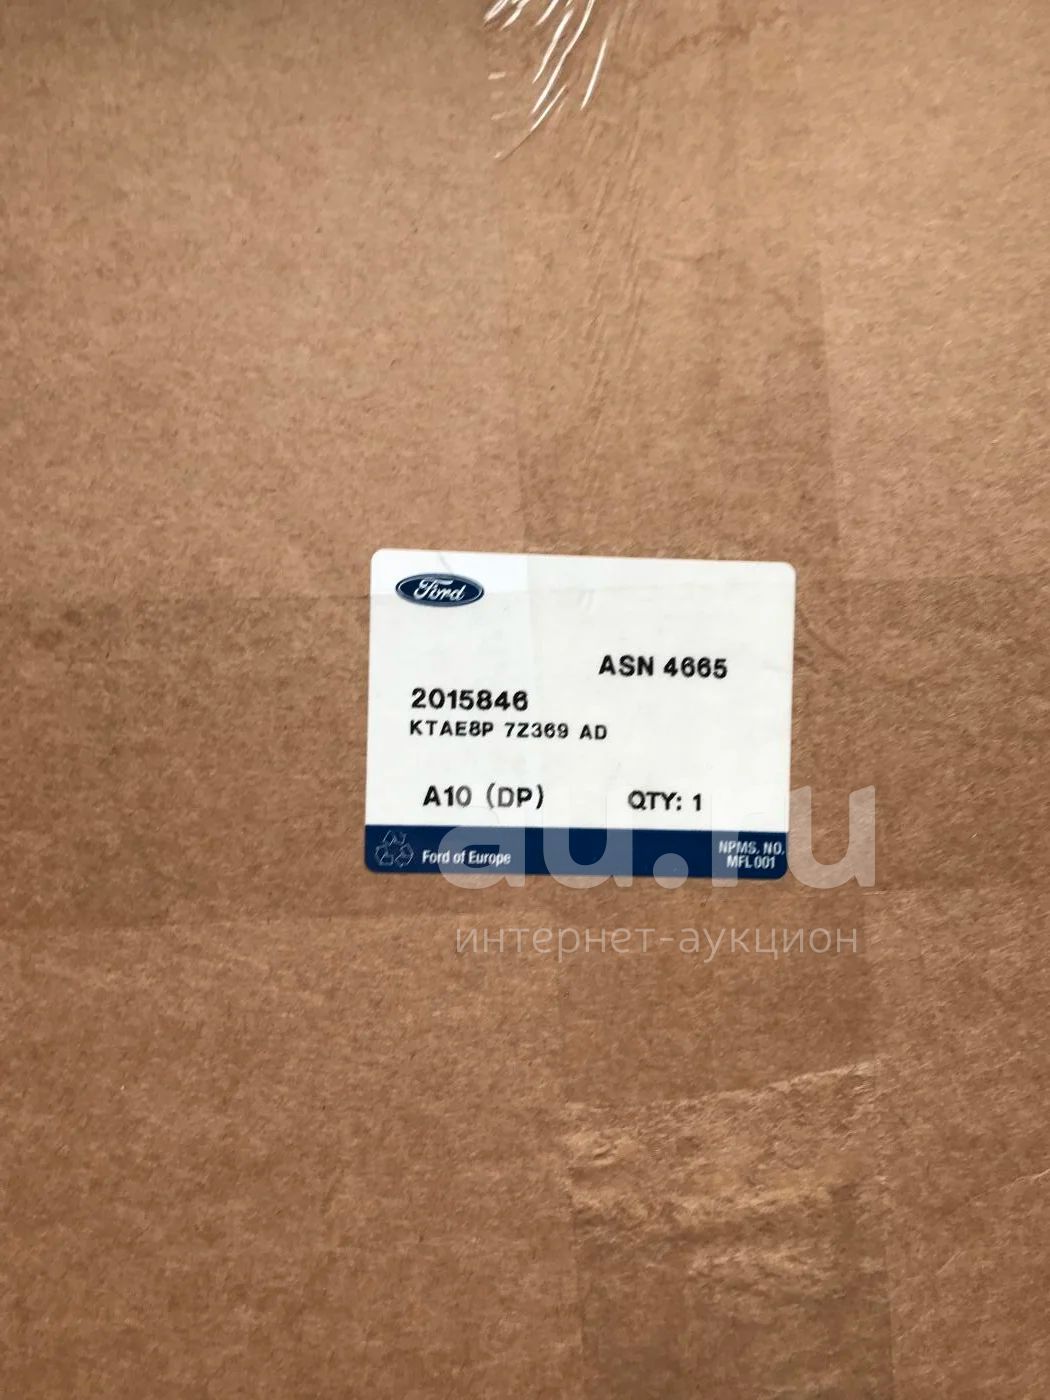 Ford
ASN 4665
2015846
KTAE8P 7Z369 AD
A10 (DP)
QTY: 1
Ford of Europe
NPMS. NO.
MFL 001
au.ru
интернет-аукцион